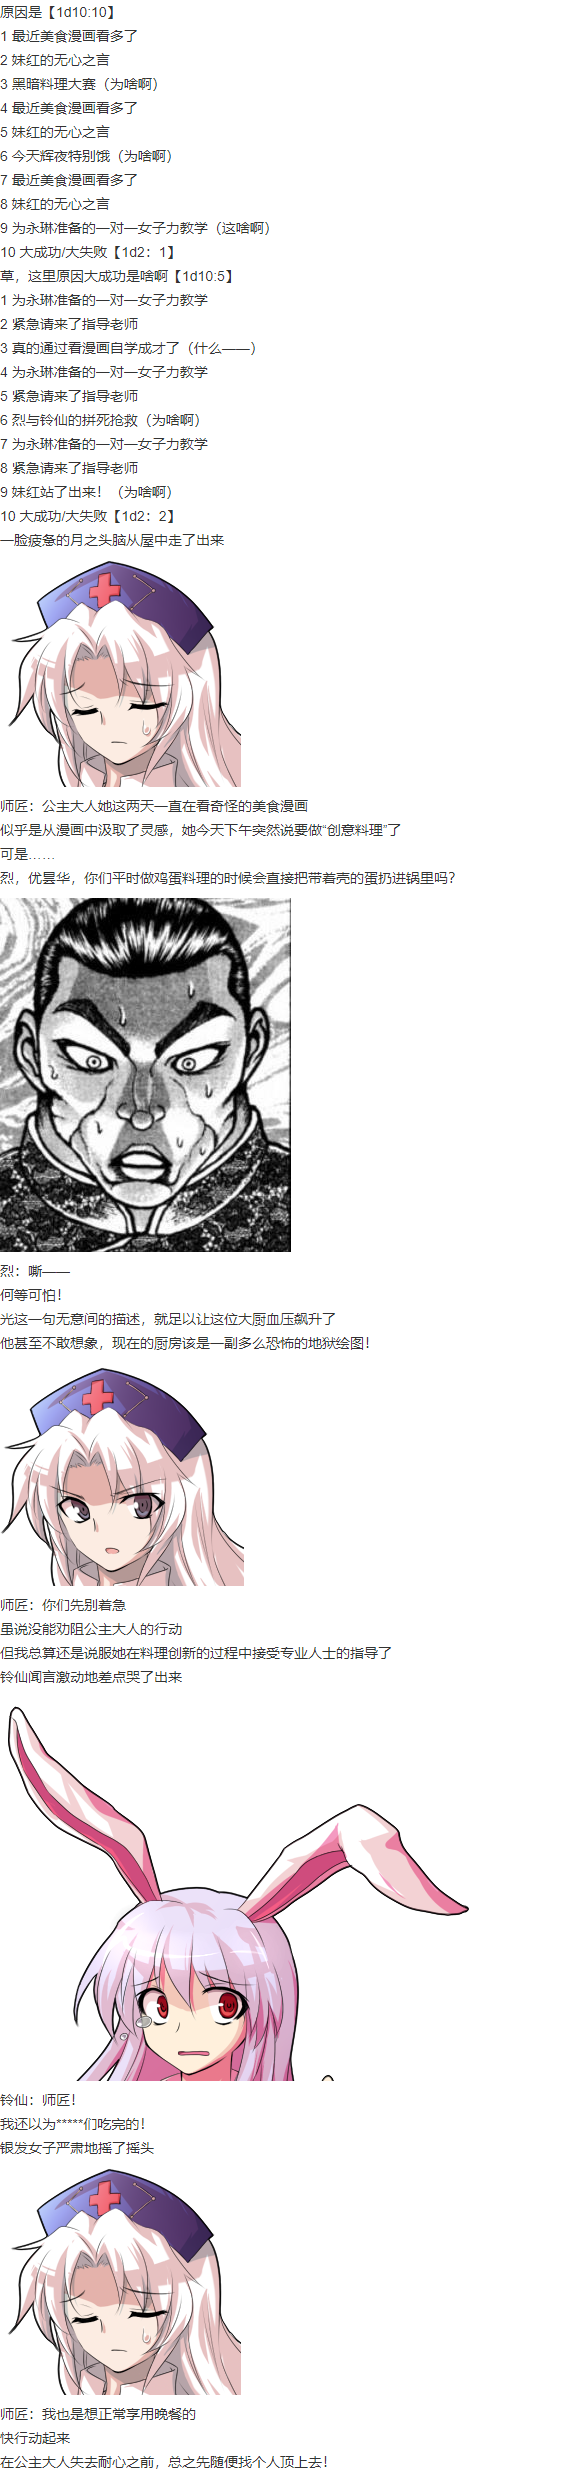 原因是【1d10:10】
1 最近美食漫画看多了
2 妹红的无心之言
3 黑暗料理大赛（为啥啊）
4 最近美食漫画看多了
5 妹红的无心之言
6 今天辉夜特别饿（为啥啊）
7 最近美食漫画看多了
8 妹红的无心之言
9 为永琳准备的一对一女子力教学（这啥啊）
10 大成功/大失败【1d2：1】
草，这里原因大成功是啥啊【1d10:5】
1 为永琳准备的一对一女子力教学
2 紧急请来了指导老师
3 真的通过看漫画自学成才了（什么——）
4 为永琳准备的一对一女子力教学
5 紧急请来了指导老师
6 烈与铃仙的拼死抢救（为啥啊）
7 为永琳准备的一对一女子力教学
8 紧急请来了指导老师
9 妹红站了出来！（为啥啊）
10 大成功/大失败【1d2：2】
一脸疲惫的月之头脑从屋中走了出来
师匠：公主大人她这两天一直在看奇怪的美食漫画
似乎是从漫画中汲取了灵感，她今天下午突然说要做“创意料理”了
可是……
烈，优昙华，你们平时做鸡蛋料理的时候会直接把带着壳的蛋扔进锅里吗？
烈：嘶——
何等可怕！
光这一句无意间的描述，就足以让这位大厨血压飙升了
他甚至不敢想象，现在的厨房该是一副多么恐怖的地狱绘图！
师匠：你们先别着急
虽说没能劝阻公主大人的行动
但我总算还是说服她在料理创新的过程中接受专业人士的指导了
铃仙闻言激动地差点哭了出来
铃仙：师匠！
我还以为*****们吃完的！
银发女子严肃地摇了摇头
师匠：我也是想正常享用晚餐的
快行动起来
在公主大人失去耐心之前，总之先随便找个人顶上去！